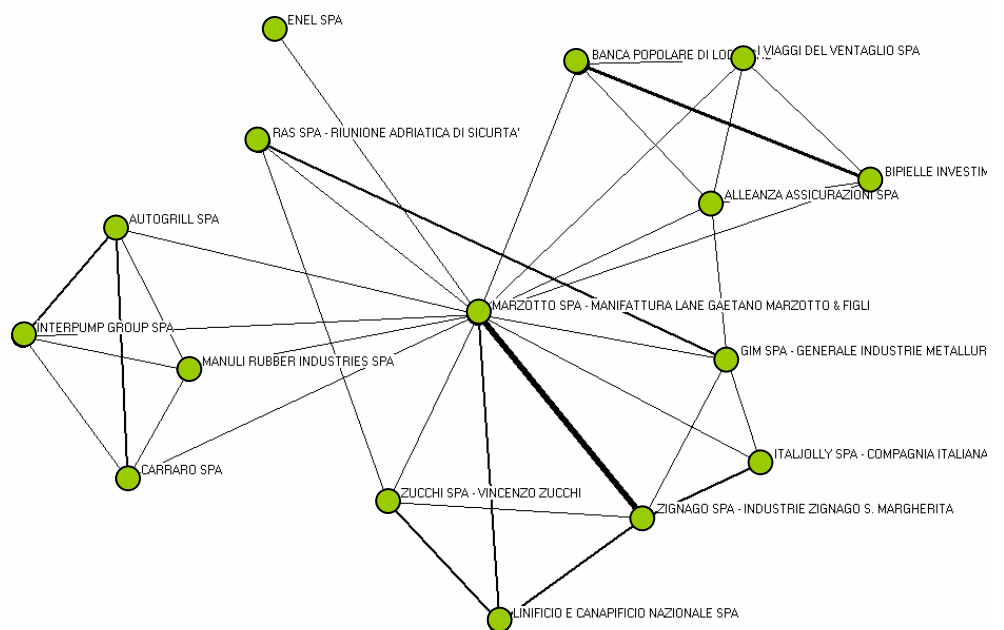 ENEL SPA
BANCA POPOLARE DI LOD
I VIAGGI DEL VENTAGLIO SPA
RAS SPA - RIUNIONE ADRIATICA DI SICURTA'
BIPIELLE INVESTIM
ALLEANZA ASSICURAZIONI SPA
AUTOGRILL SPA
MARZOTTO SPA - MANIFATTURA LANE GAETANO MARZOTTO & FIGLI
INTERPUMP GROUP SPA
MANULI RUBBER INDUSTRIES SPA
GIM SPA - GENERALE INDUSTRIE METALLUR
CARRARO SPA
ITALJOLLY SPA - COMPAGNIA ITALIANA
ZUCCHI SPA - VINCENZO ZUCCHI
ZIGNAGO SPA - INDUSTRIE ZIGNAGO S. MARGHERITA
LINIFICIO E CANAPIFICIO NAZIONALE SPA